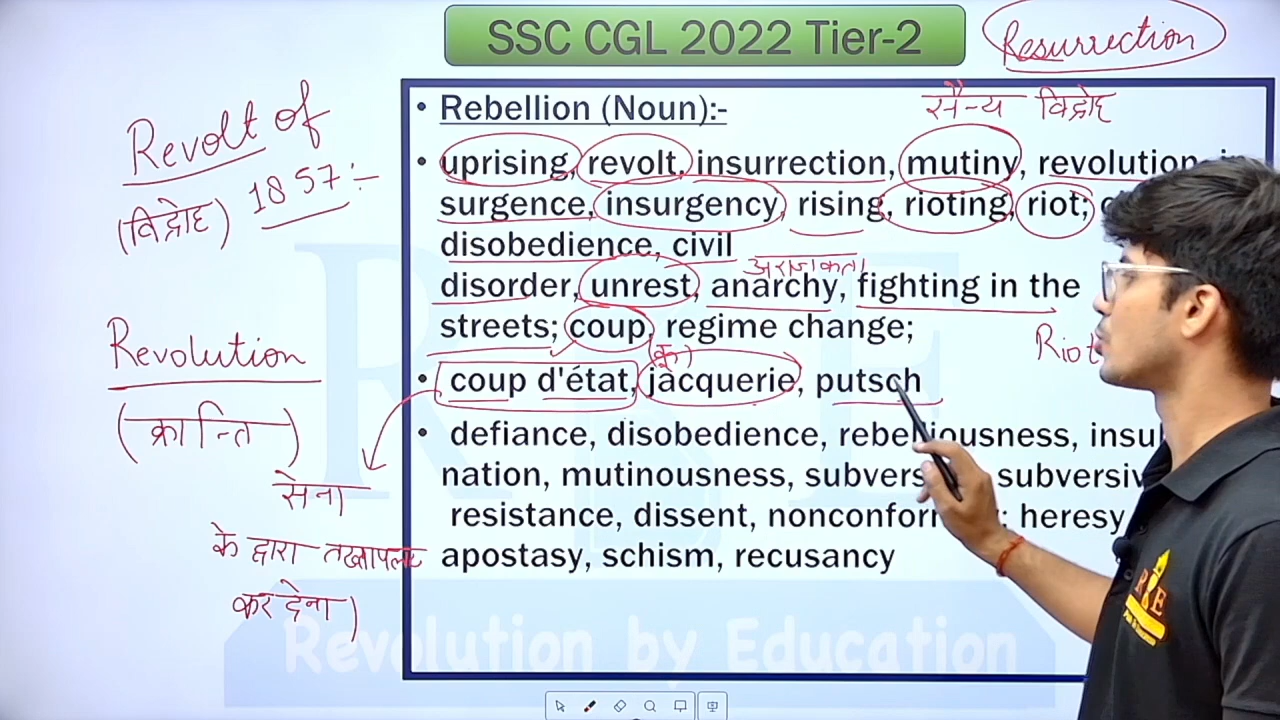 SSC CGL 2022 Tier-2
Resurrection
Revolt of
1857:-
(विद्रोह)
Revolution
(क्रान्ति)
सेना
के द्वारा तख्तापलट
कर देना)
• Rebellion (Noun):-
सैन्य विद्रोह
• uprising, revolt, insurrection, mutiny, revolution, in
surgence, insurgency, rising, rioting, riot;
disobedience, civil
अराजकता
disorder, unrest, anarchy, fighting in the
streets; coup, regime change;
Riot
(कू)
• coup d'état, jacquerie, putsch
• defiance, disobedience, rebelliousness,
nation, mutinousness,
resistance, dissent, heresy
apostasy, schism, recusancy
Revolution by Education